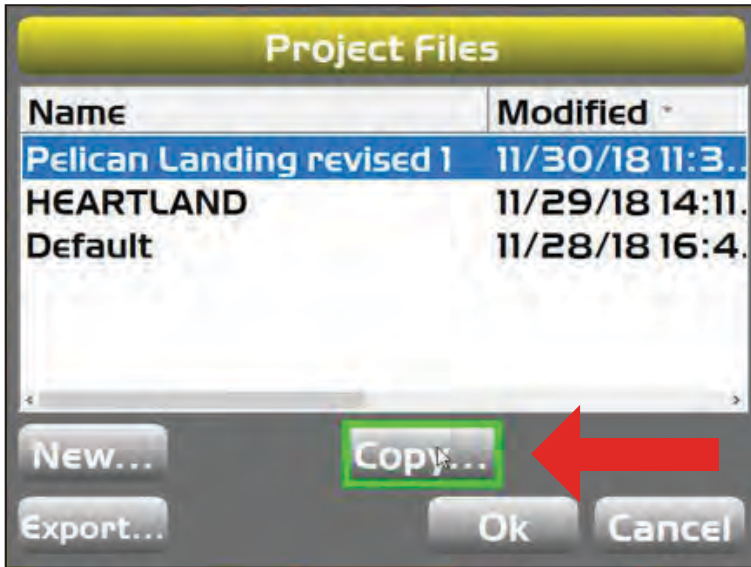 Project Files
Name Modified
Pelican Landing revised 1 11/30/18 11:3..
HEARTLAND 11/29/18 14:11.
Default 11/28/18 16:4.
New... Copy...
Export... Ok Cancel